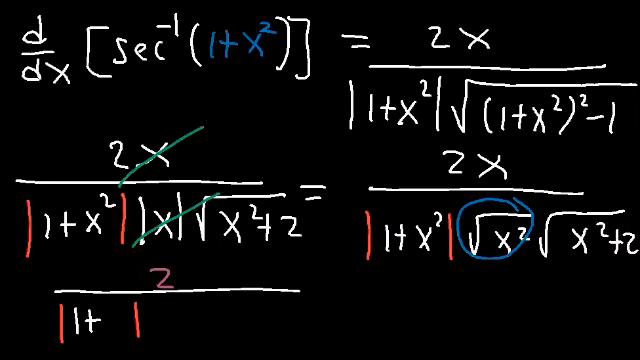 d/dx [sec⁻¹(1+x²)] = 2x / |1+x²|√((1+x²)²-1)
2x / |1+x²| |x|√(x²+2) = 2x / |1+x²| √x² √(x²+2)
2 / |1+ |